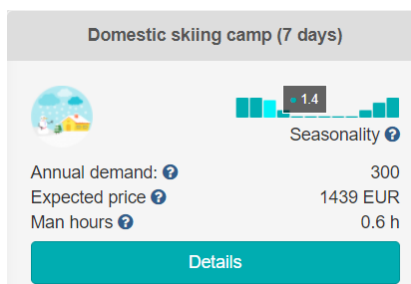 Domestic skiing camp (7 days)
1.4
Seasonality ?
Annual demand: ? 300
Expected price ? 1439 EUR
Man hours ? 0.6 h
Details